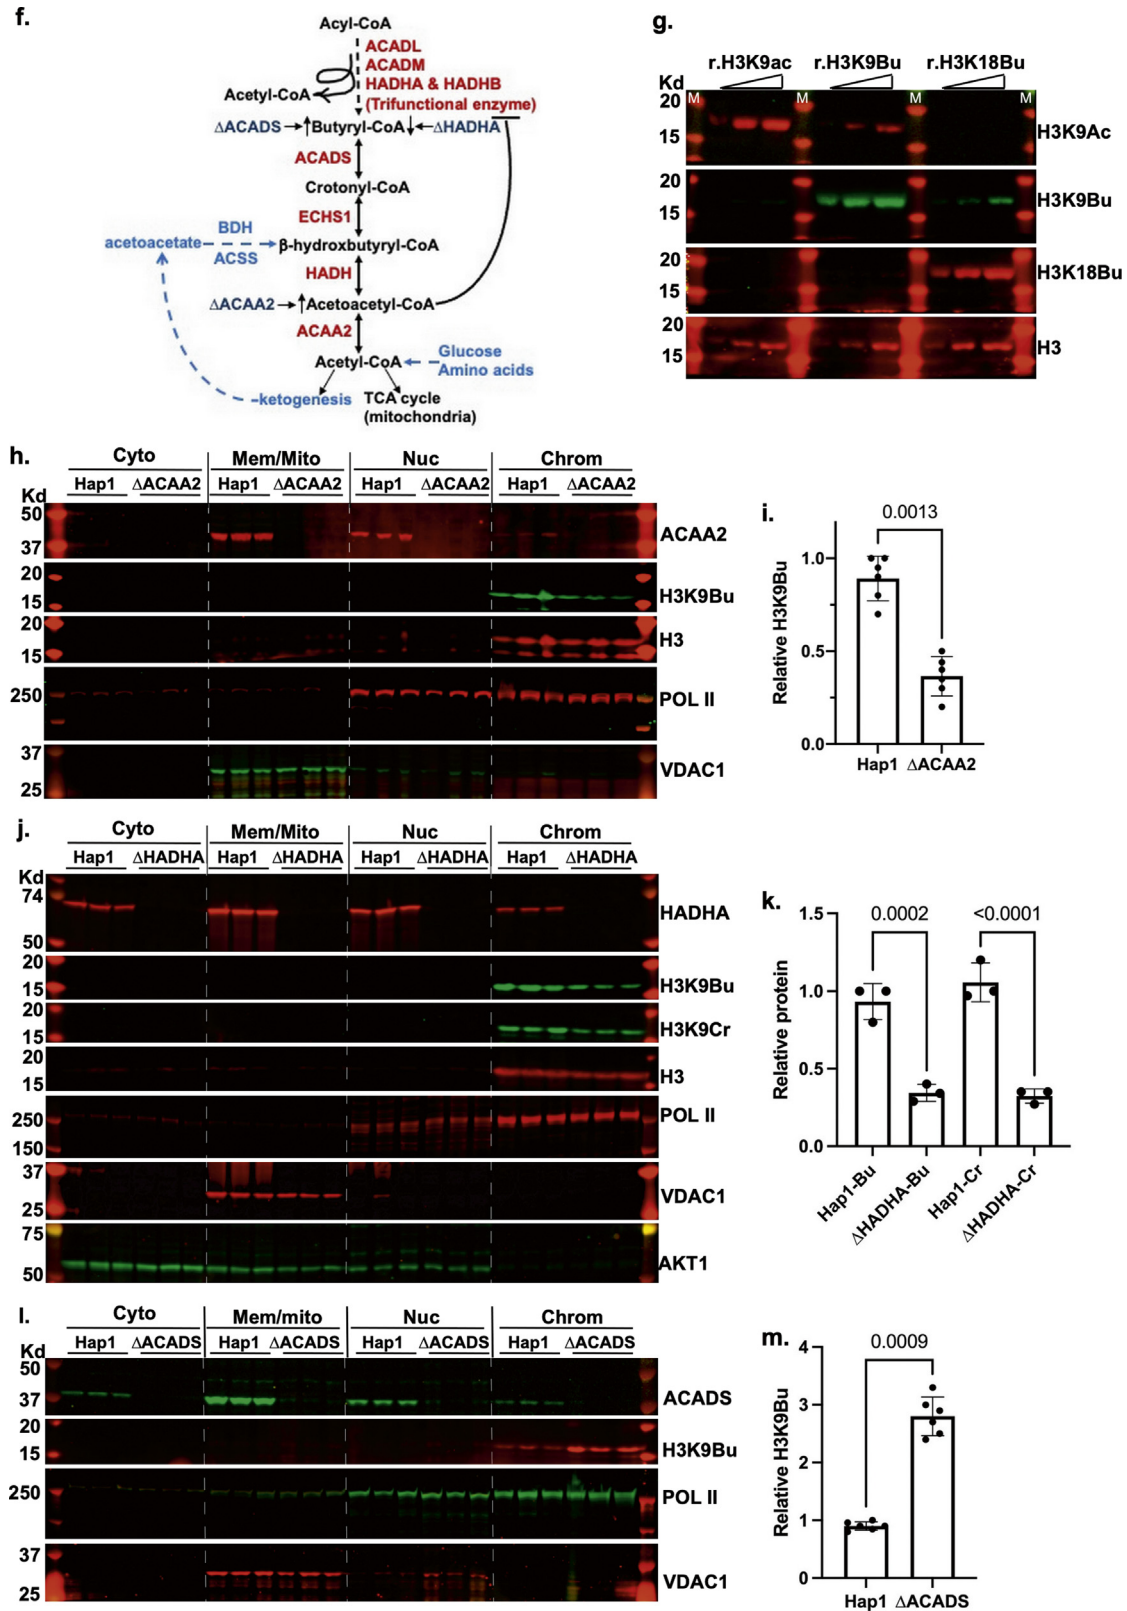 f.
Acyl-CoA
ACADL
ACADM
HADHA & HADHB
(Trifunctional enzyme)
Acetyl-CoA
ΔACADS
Butyryl-CoA
ΔHADHA
ACADS
Crotonyl-CoA
ECHS1
acetoacetate
BDH
ACSS
β-hydroxbutyryl-CoA
HADH
ΔACAA2
Acetoacetyl-CoA
ACAA2
Acetyl-CoA
Glucose
Amino acids
ketogenesis
TCA cycle
(mitochondria)
g.
r.H3K9ac r.H3K9Bu r.H3K18Bu
Kd
M M M M
20
15
H3K9Ac
20
15
H3K9Bu
20
15
H3K18Bu
20
15
H3
h.
Cyto Mem/Mito Nuc Chrom
Hap1 ΔACAA2 Hap1 ΔACAA2 Hap1 ΔACAA2 Hap1 ΔACAA2
Kd
50
37
ACAA2
20
15
H3K9Bu
20
15
H3
250
POL II
37
25
VDAC1
i.
0.0013
Relative H3K9Bu
1.0
0.5
0.0
Hap1 ΔACAA2
j.
Cyto Mem/Mito Nuc Chrom
Hap1 ΔHADHA Hap1 ΔHADHA Hap1 ΔHADHA Hap1 ΔHADHA
Kd
74
50
HADHA
20
15
H3K9Bu
20
15
H3K9Cr
20
15
H3
250
150
POL II
37
25
VDAC1
75
50
AKT1
k.
0.0002 <0.0001
Relative protein
1.5
1.0
0.5
0.0
Hap1-Bu
ΔHADHA-Bu
Hap1-Cr
ΔHADHA-Cr
l.
Cyto Mem/mito Nuc Chrom
Hap1 ΔACADS Hap1 ΔACADS Hap1 ΔACADS Hap1 ΔACADS
Kd
50
37
ACADS
20
15
H3K9Bu
250
POL II
37
25
VDAC1
m.
0.0009
Relative H3K9Bu
4
3
2
1
0
Hap1 ΔACADS